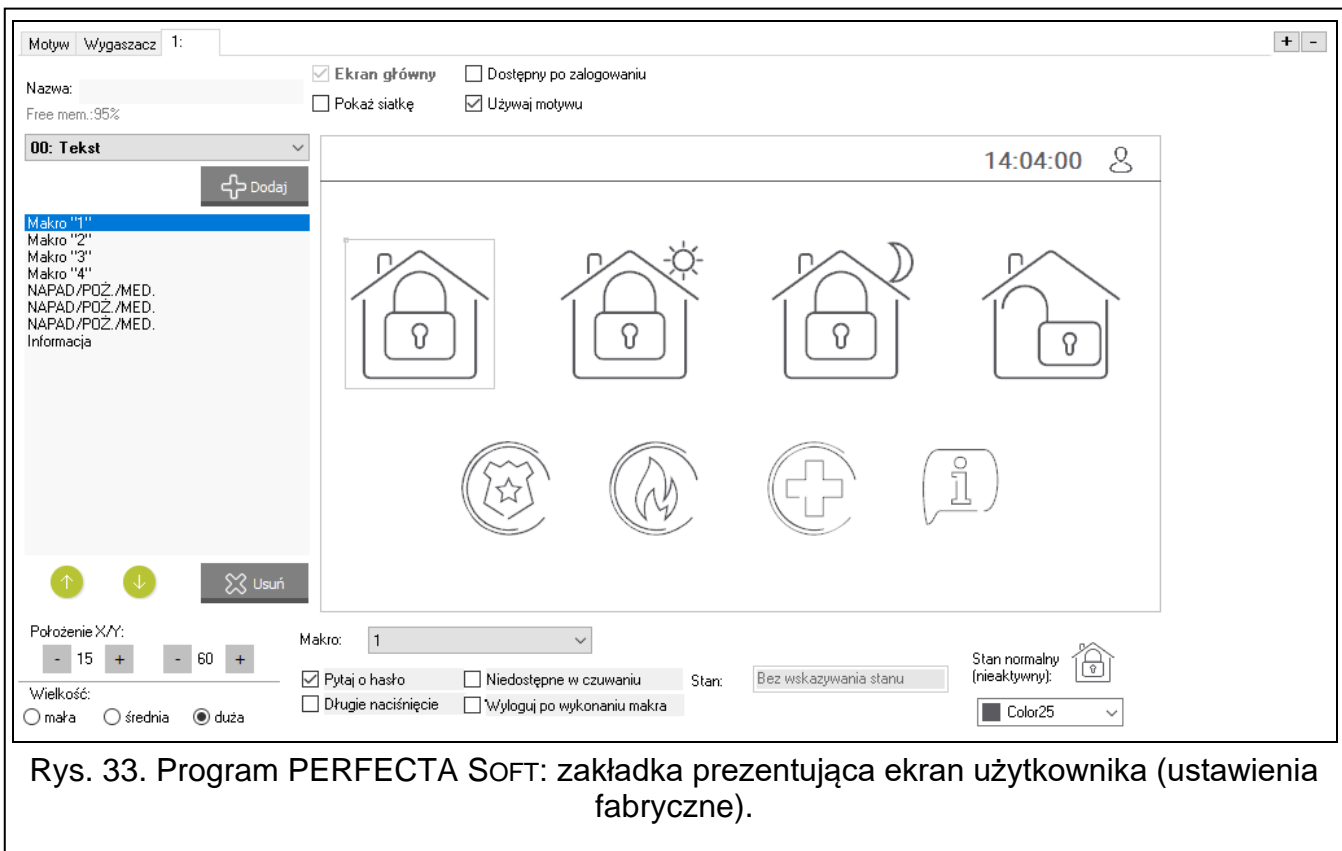 Motyw Wygaszacz 1: + -
Nazwa:
Free mem.:95%
Ekran główny Dostępny po zalogowaniu
Pokaż siatkę Używaj motywu
00: Tekst
Dodaj
14:04:00
Makro "1"
Makro "2"
Makro "3"
Makro "4"
NAPAD/POŻ./MED.
NAPAD/POŻ./MED.
NAPAD/POŻ./MED.
Informacja
Usuń
Położenie X/Y:
- 15 + - 60 +
Wielkość:
mała średnia duża
Makro: 1
Pytaj o hasło Niedostępne w czuwaniu Stan: Bez wskazywania stanu
Długie naciśnięcie Wyloguj po wykonaniu makra
Stan normalny
(nieaktywny):
Color25
Rys. 33. Program PERFECTA SOFT: zakładka prezentująca ekran użytkownika (ustawienia
fabryczne).